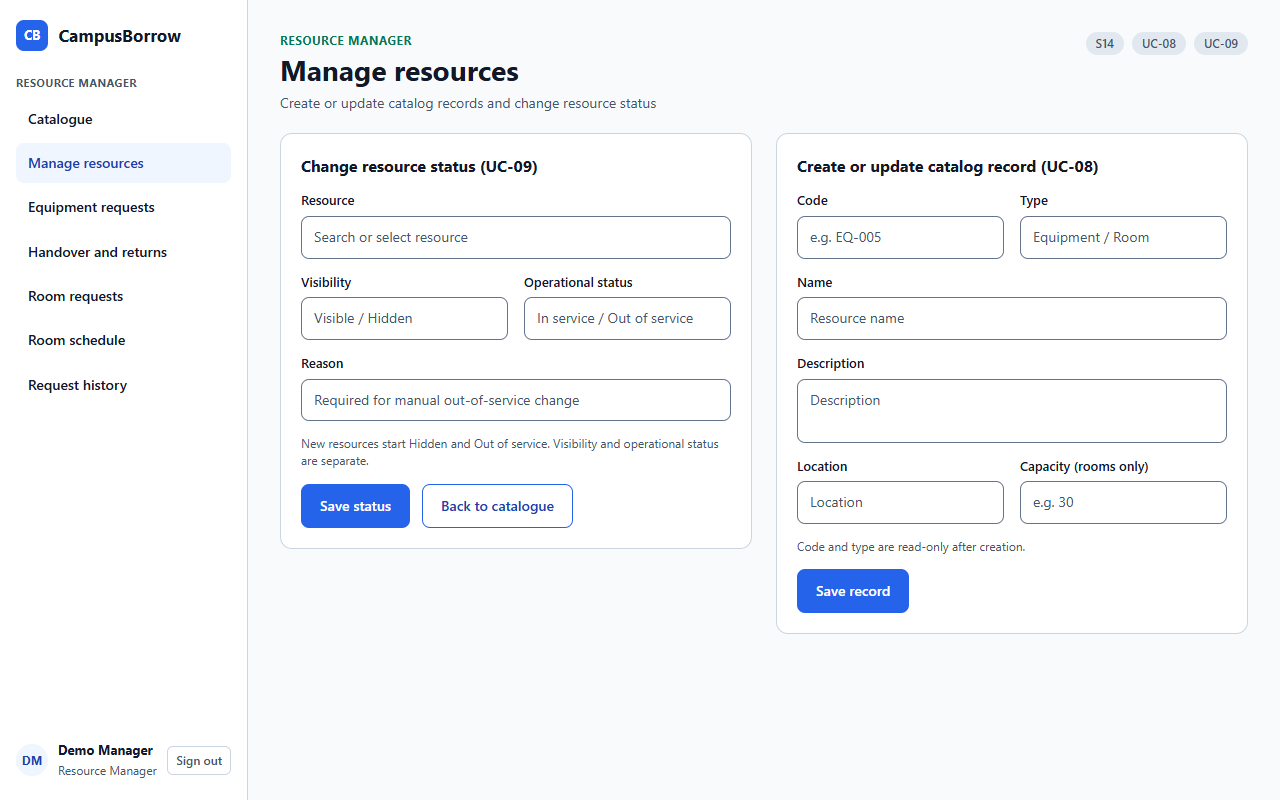 CB CampusBorrow
RESOURCE MANAGER
Catalogue
Manage resources
Equipment requests
Handover and returns
Room requests
Room schedule
Request history
DM
Demo Manager
Resource Manager
Sign out
RESOURCE MANAGER
Manage resources
Create or update catalog records and change resource status
S14 UC-08 UC-09
Change resource status (UC-09)
Resource
Search or select resource
Visibility Operational status
Visible / Hidden In service / Out of service
Reason
Required for manual out-of-service change
New resources start Hidden and Out of service. Visibility and operational status
are separate.
Save status Back to catalogue
Create or update catalog record (UC-08)
Code Type
e.g. EQ-005 Equipment / Room
Name
Resource name
Description
Description
Location Capacity (rooms only)
Location e.g. 30
Code and type are read-only after creation.
Save record